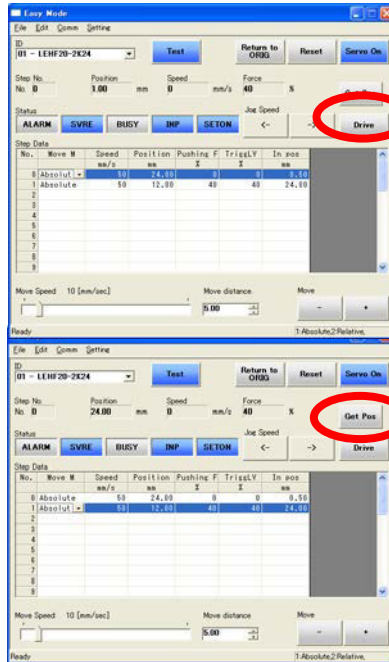 Easy Mode
File Edit Comm Setting
ID
01 - LEHF20-2K24 Test Return to ORIG Reset Servo On
Step No. Position Speed Force
No. 0 1.00 mm 0 mm/s 40 %
Status Jog Speed
ALARM SVRE BUSY INP SETON <- -> Drive
Step Data
No. Move M Speed Position Pushing F TriggLV In pos
mm/s mm % % mm
0 Absolut 50 24.00 0 0 0.50
1 Absolute 50 12.00 40 40 24.00
2
3
4
5
6
7
8
9
Move Speed 10 [mm/sec] Move distance Move
5.00 - +
Ready 1:Absolute,2:Relative,
File Edit Comm Setting
ID
01 - LEHF20-2K24 Test Return to ORIG Reset Servo On
Step No. Position Speed Force
No. 0 24.00 mm 0 mm/s 40 % Get Pos
Status Jog Speed
ALARM SVRE BUSY INP SETON <- -> Drive
Step Data
No. Move M Speed Position Pushing F TriggLV In pos
mm/s mm % % mm
0 Absolute 50 24.00 0 0 0.50
1 Absolut 50 12.00 40 40 24.00
2
3
4
5
6
7
8
9
Move Speed 10 [mm/sec] Move distance Move
5.00 - +
Ready 1:Absolute,2:Relative,